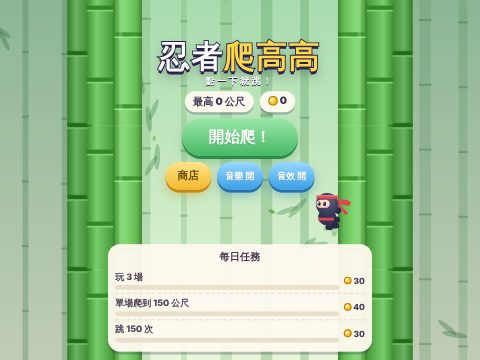 忍者爬高高
點一下就跳！
最高 0 公尺
0
開始爬！
商店
音樂 開
音效 開
每日任務
玩 3 場
30
單場爬到 150 公尺
40
跳 150 次
30